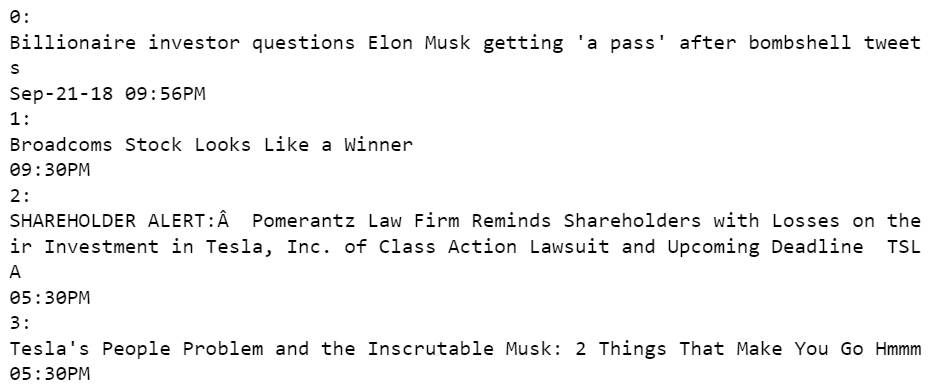 0:
Billionaire investor questions Elon Musk getting 'a pass' after bombshell tweet
s
Sep-21-18 09:56PM
1:
Broadcoms Stock Looks Like a Winner
09:30PM
2:
SHAREHOLDER ALERT:Â  Pomerantz Law Firm Reminds Shareholders with Losses on the
ir Investment in Tesla, Inc. of Class Action Lawsuit and Upcoming Deadline  TSL
A
05:30PM
3:
Tesla's People Problem and the Inscrutable Musk: 2 Things That Make You Go Hmmm
05:30PM